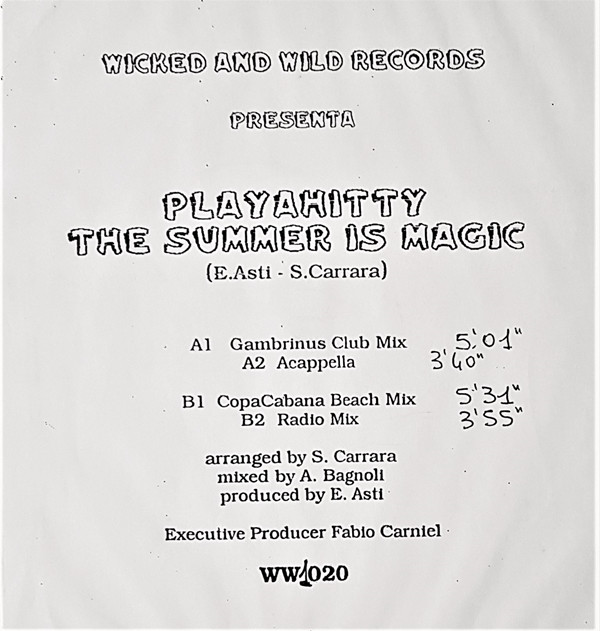 WICKED AND WILD RECORDS
PRESENTA
PLAYAHITTY
THE SUMMER IS MAGIC
(E.Asti - S.Carrara)
A1 Gambrinus Club Mix 5'01"
A2 Acappella 3'40"
B1 CopaCabana Beach Mix 5'31"
B2 Radio Mix 3'55"
arranged by S. Carrara
mixed by A. Bagnoli
produced by E. Asti
Executive Producer Fabio Carniel
WW1020